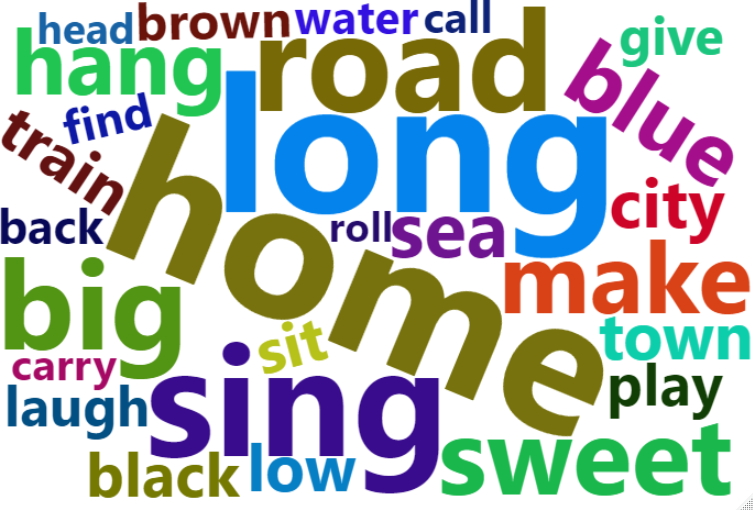 head
brown
water
call
give
hang
road
blue
long
find
train
home
back
roll
sea
city
big
make
sit
town
carry
sing
play
laugh
sweet
black
low